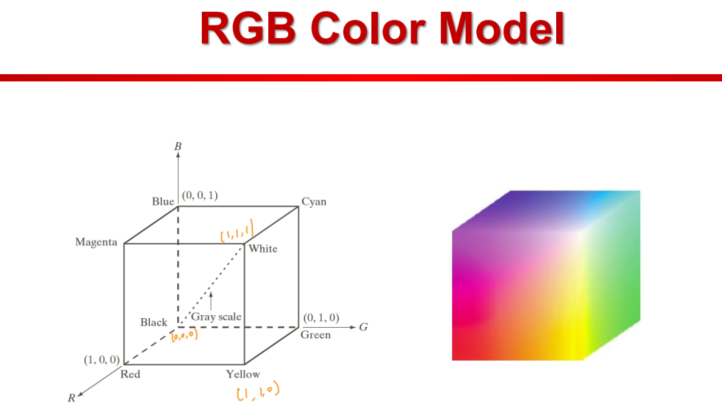 RGB Color Model
B
Blue (0, 0, 1)
Cyan
(1,1,1)
Magenta
White
Gray scale
Black
(0, 1, 0)
G
(0,0,0)
Green
(1, 0, 0)
Red
Yellow
R
(1,1,0)